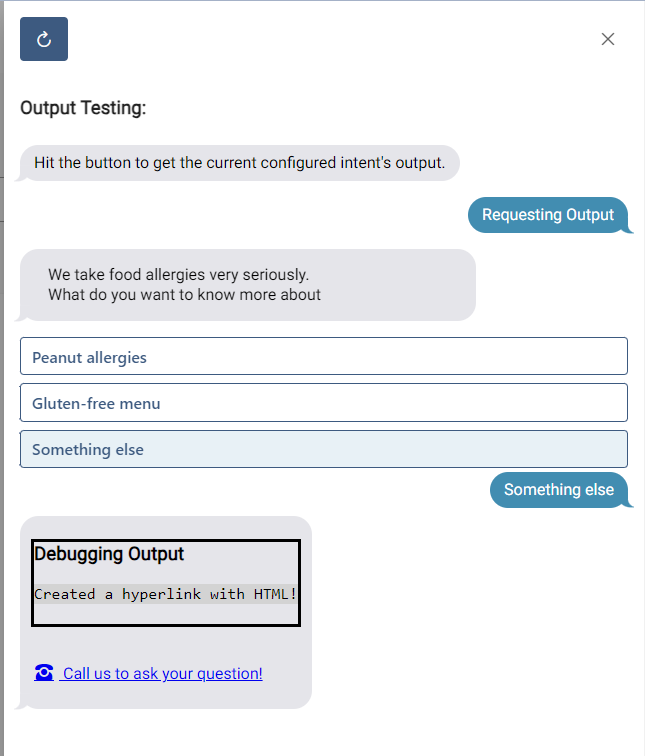 Output Testing:
Hit the button to get the current configured intent's output.
Requesting Output
We take food allergies very seriously.
What do you want to know more about
Peanut allergies
Gluten-free menu
Something else
Something else
Debugging Output
Created a hyperlink with HTML!
Call us to ask your question!